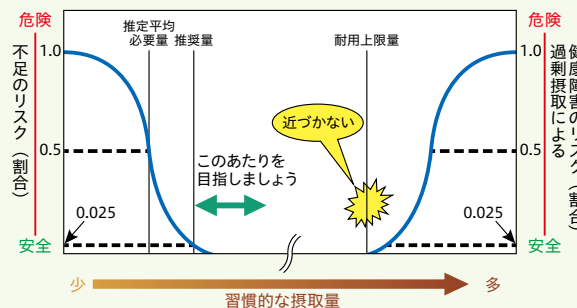 危険
不足のリスク（割合）
安全
1.0
0.5
0.025
推定平均
必要量
推奨量
耐用上限量
近づかない
このあたりを
目指しましょう
危険
1.0
0.5
0.025
過剰摂取による
健康障害のリスク（割合）
安全
少
多
習慣的な摂取量